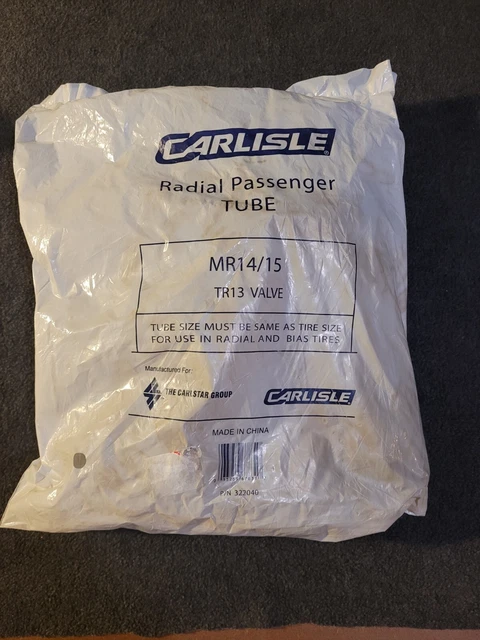 CARLISLE
Radial Passenger
TUBE
MR14/15
TR13 VALVE
TUBE SIZE MUST BE SAME AS TIRE SIZE
FOR USE IN RADIAL AND BIAS TIRES
Manufactured For:
THE CARLSTAR GROUP
CARLISLE
MADE IN CHINA
P/N 322040